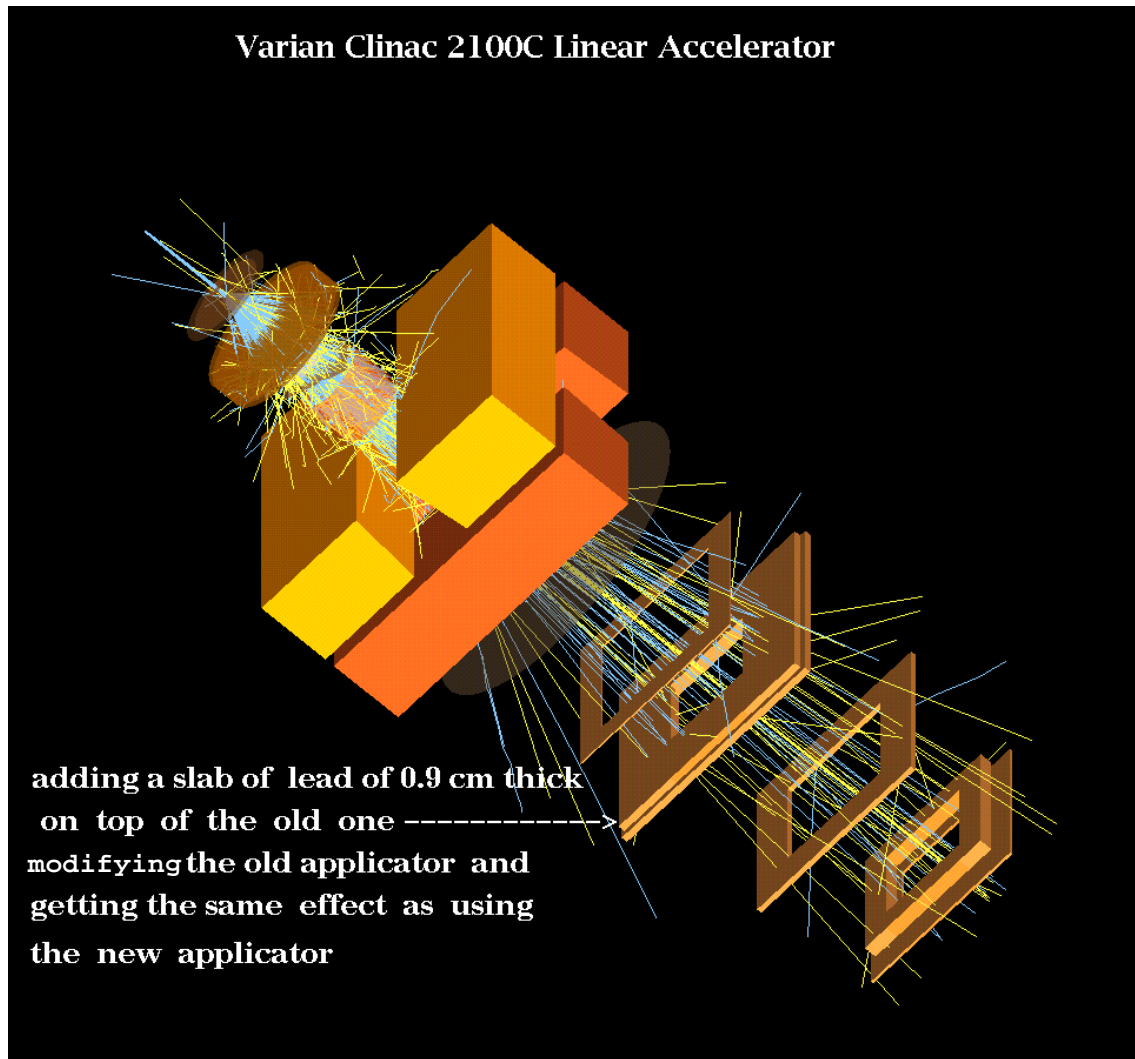 Varian Clinac 2100C Linear Accelerator
adding a slab of lead of 0.9 cm thick
on top of the old one ------------>
modifying the old applicator and
getting the same effect as using
the new applicator